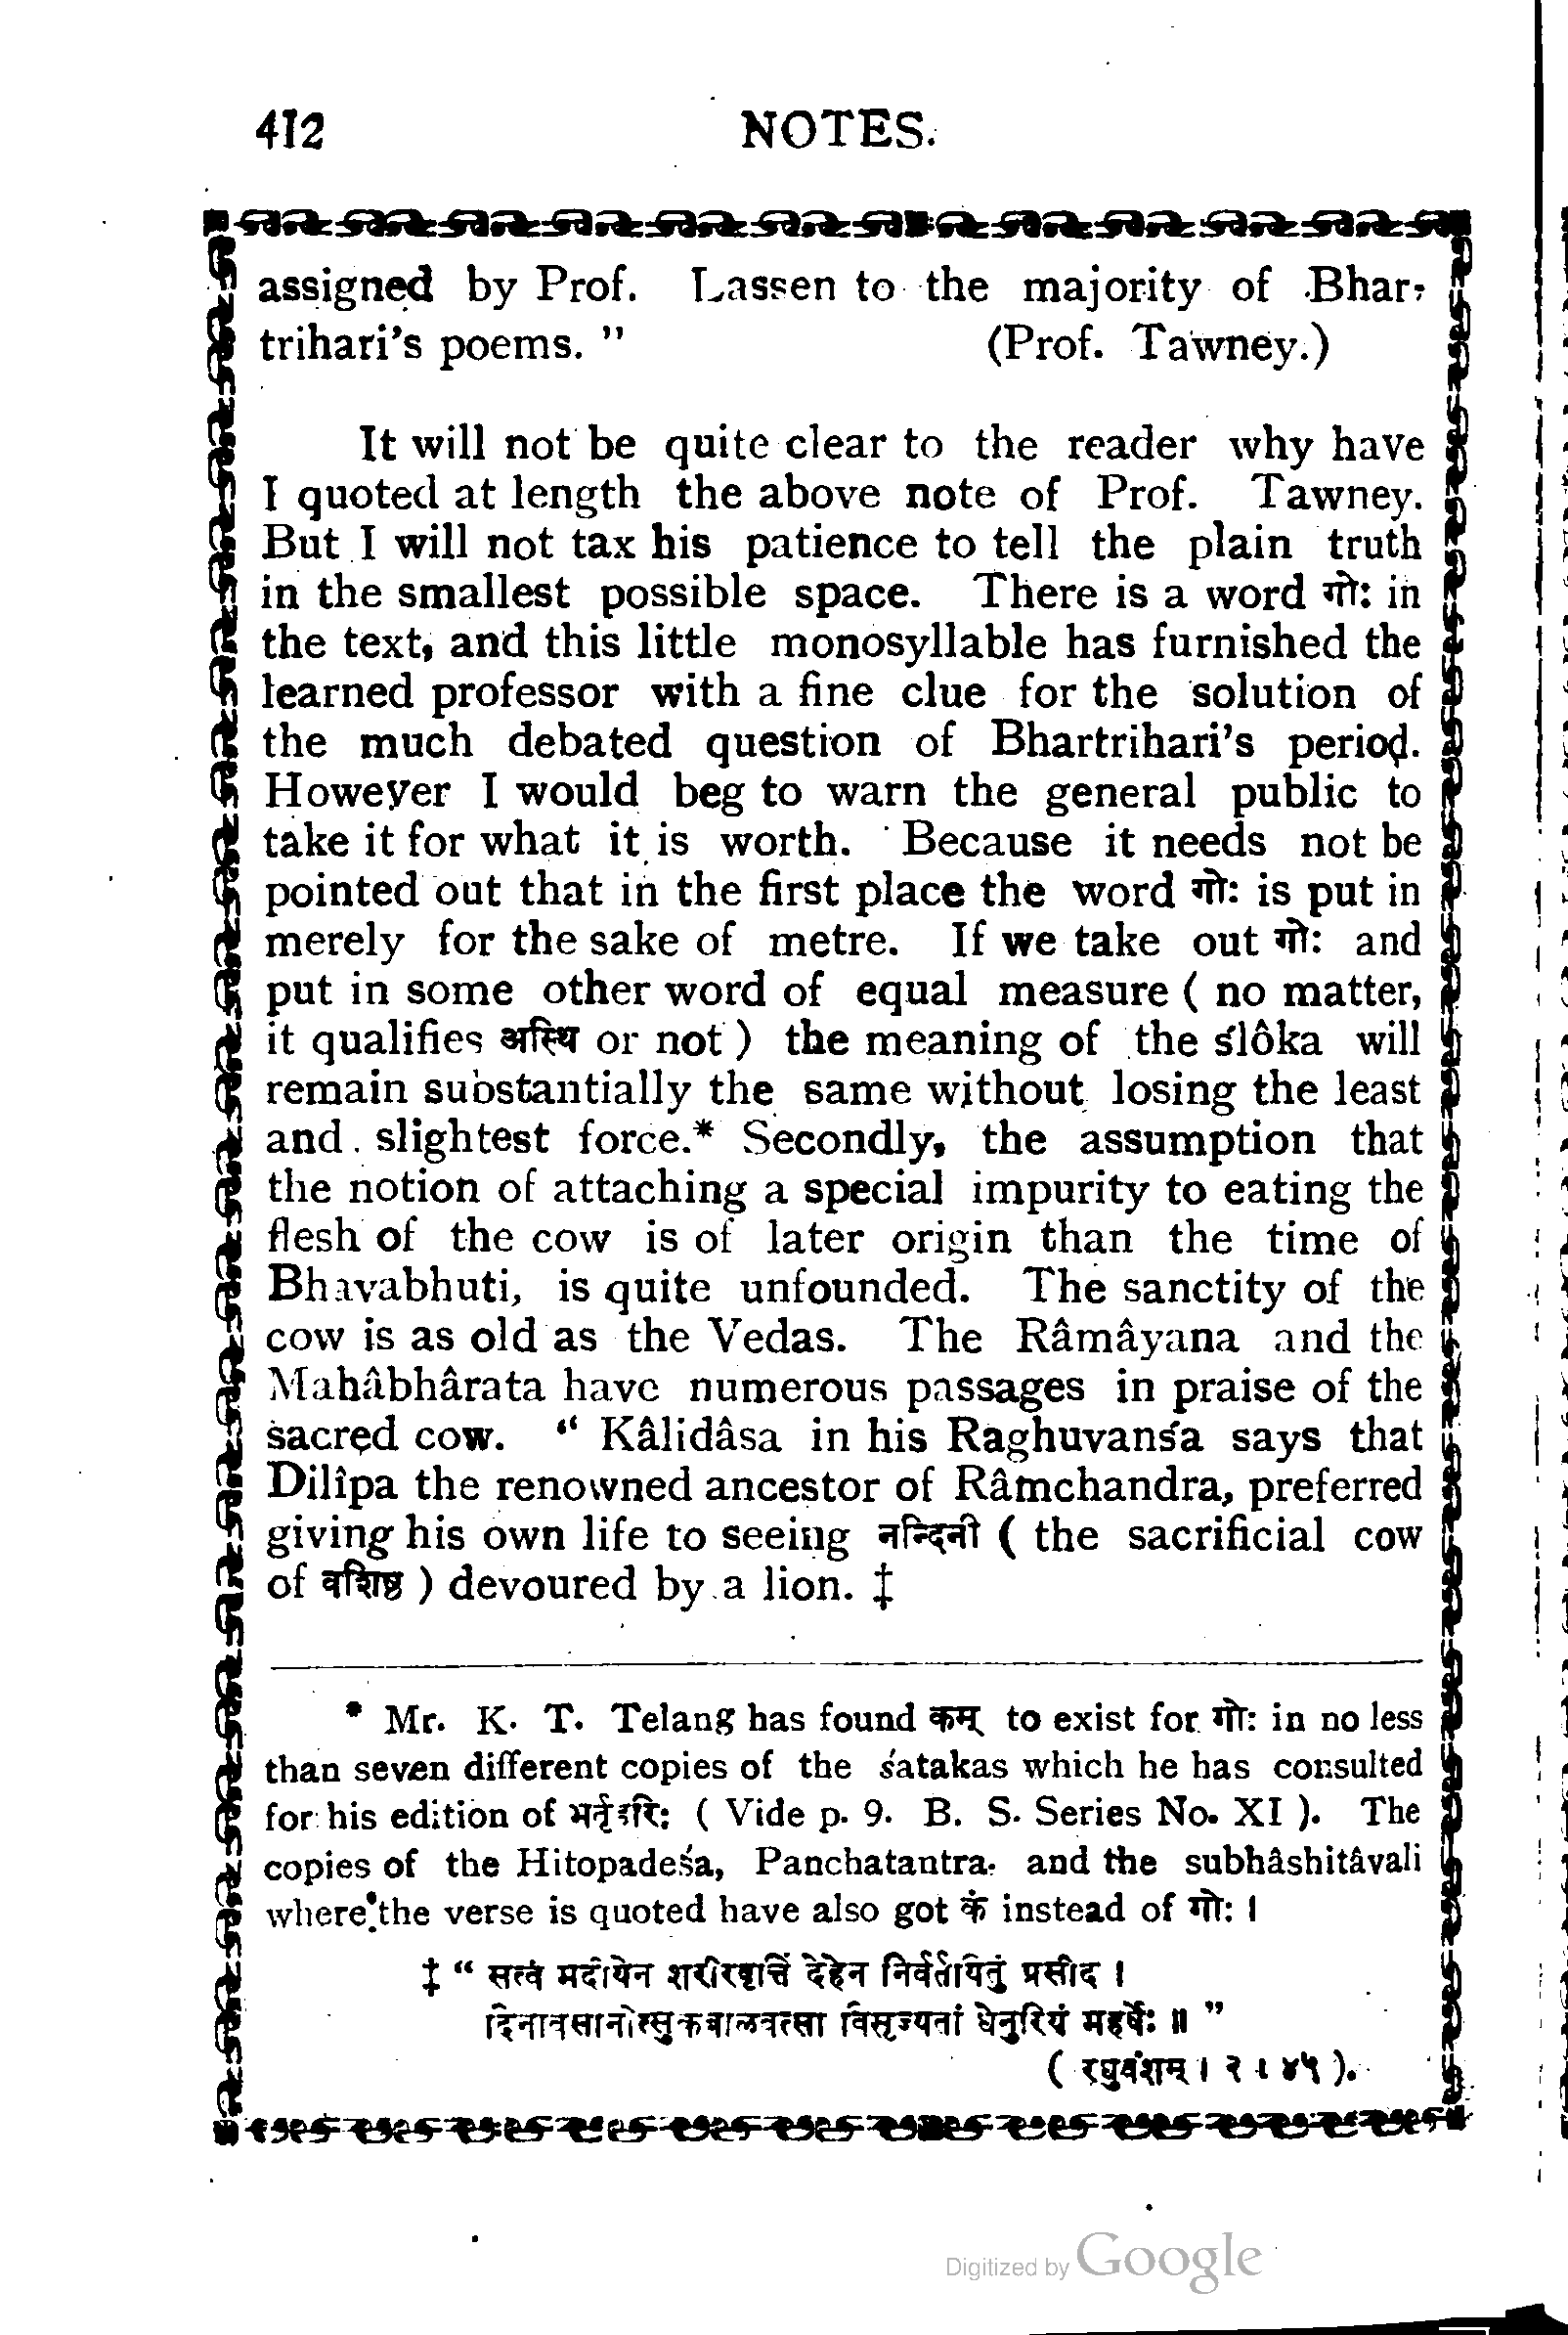 412 NOTES.
assigned by Prof. Lassen to the majority of Bhar-
trihari's poems. " (Prof. Tawney.)
It will not be quite clear to the reader why have
I quoted at length the above note of Prof. Tawney.
But I will not tax his patience to tell the plain truth
in the smallest possible space. There is a word गो: in
the text, and this little monosyllable has furnished the
learned professor with a fine clue for the solution of
the much debated question of Bhartrihari's period.
However I would beg to warn the general public to
take it for what it is worth. Because it needs not be
pointed out that in the first place the word गो: is put in
merely for the sake of metre. If we take out गो: and
put in some other word of equal measure ( no matter,
it qualifies अस्थि or not ) the meaning of the ślôka will
remain substantially the same without losing the least
and slightest force.* Secondly, the assumption that
the notion of attaching a special impurity to eating the
flesh of the cow is of later origin than the time of
Bhavabhuti, is quite unfounded. The sanctity of the
cow is as old as the Vedas. The Râmâyana and the
Mahâbhârata have numerous passages in praise of the
sacred cow. “ Kâlidâsa in his Raghuvanśa says that
Dilîpa the renowned ancestor of Râmchandra, preferred
giving his own life to seeing नन्दिनी ( the sacrificial cow
of वशिष्ठ ) devoured by a lion. ‡
* Mr. K. T. Telang has found कम् to exist for गो: in no less
than seven different copies of the śatakas which he has consulted
for his edition of भर्तृहरि: ( Vide p. 9. B. S. Series No. XI ). The
copies of the Hitopadeśa, Panchatantra and the subhâshitâvali
where the verse is quoted have also got कं instead of गो: ।
‡ “ सत्वं मदीयेन शरीरवृत्तिं देहेन निर्वर्तयितुं प्रसीद ।
दिनावसानोत्सुकबालवत्सा विसृज्यतां धेनुरियं महर्षे: ॥ ”
( रघुवंशम् । २ । ४५ ).
Digitized by Google